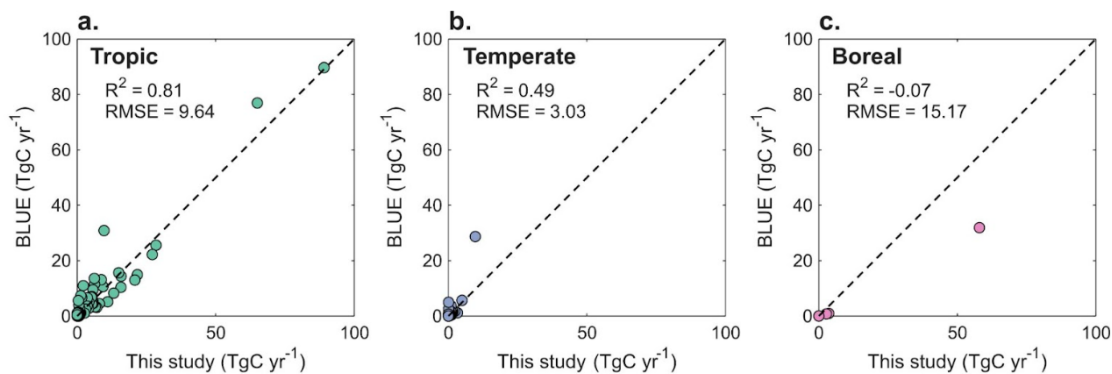 a.
Tropic
R² = 0.81
RMSE = 9.64
100
80
60
40
20
0
0
50
100
BLUE (TgC yr⁻¹)
This study (TgC yr⁻¹)
b.
Temperate
R² = 0.49
RMSE = 3.03
100
80
60
40
20
0
0
50
100
BLUE (TgC yr⁻¹)
This study (TgC yr⁻¹)
c.
Boreal
R² = -0.07
RMSE = 15.17
100
80
60
40
20
0
0
50
100
BLUE (TgC yr⁻¹)
This study (TgC yr⁻¹)